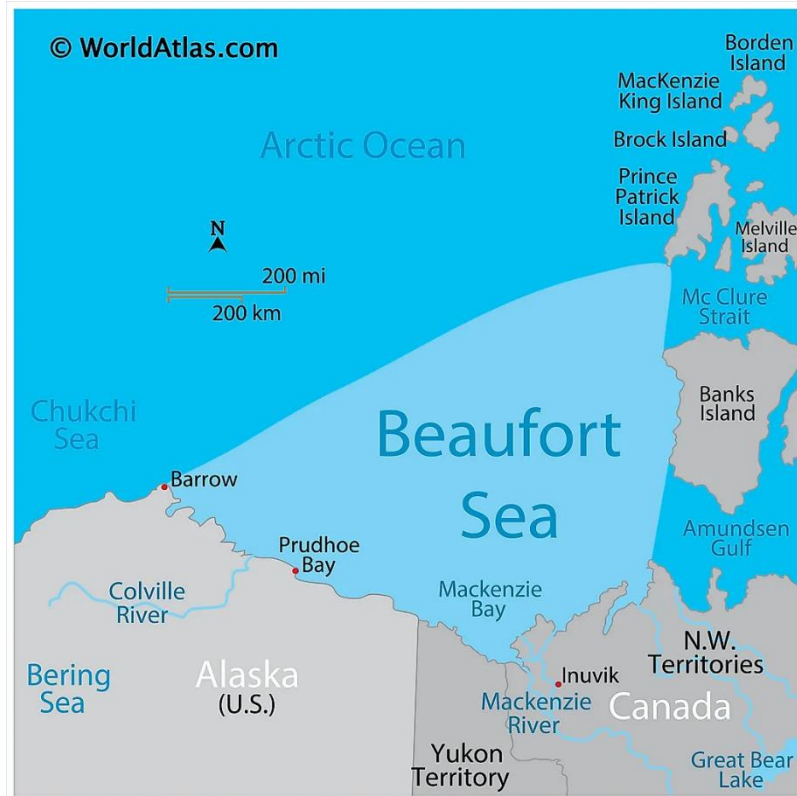 © WorldAtlas.com
Borden
Island
MacKenzie
King Island
Arctic Ocean
Brock Island
Prince
Patrick
Island
N
Melville
Island
200 mi
200 km
Mc Clure
Strait
Chukchi
Sea
Banks
Island
Beaufort
Sea
Barrow
Amundsen
Gulf
Prudhoe
Bay
Colville
River
Mackenzie
Bay
N.W.
Territories
Bering
Sea
Alaska
(U.S.)
Inuvik
Mackenzie
River
Canada
Yukon
Territory
Great Bear
Lake